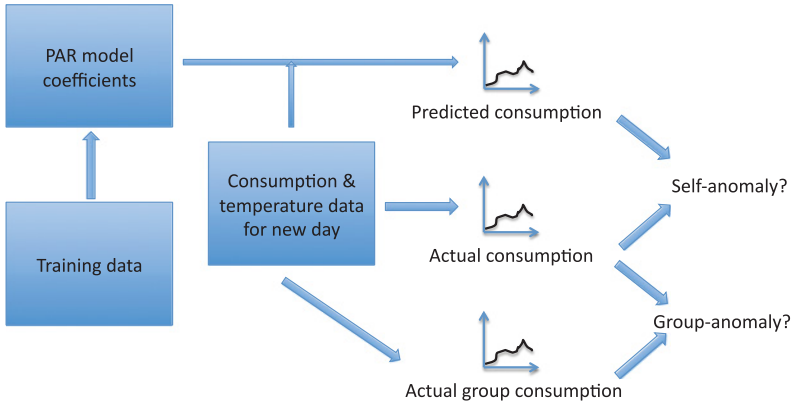 PAR model
coefficients
Predicted consumption
Consumption &
temperature data
for new day
Self-anomaly?
Training data
Actual consumption
Group-anomaly?
Actual group consumption